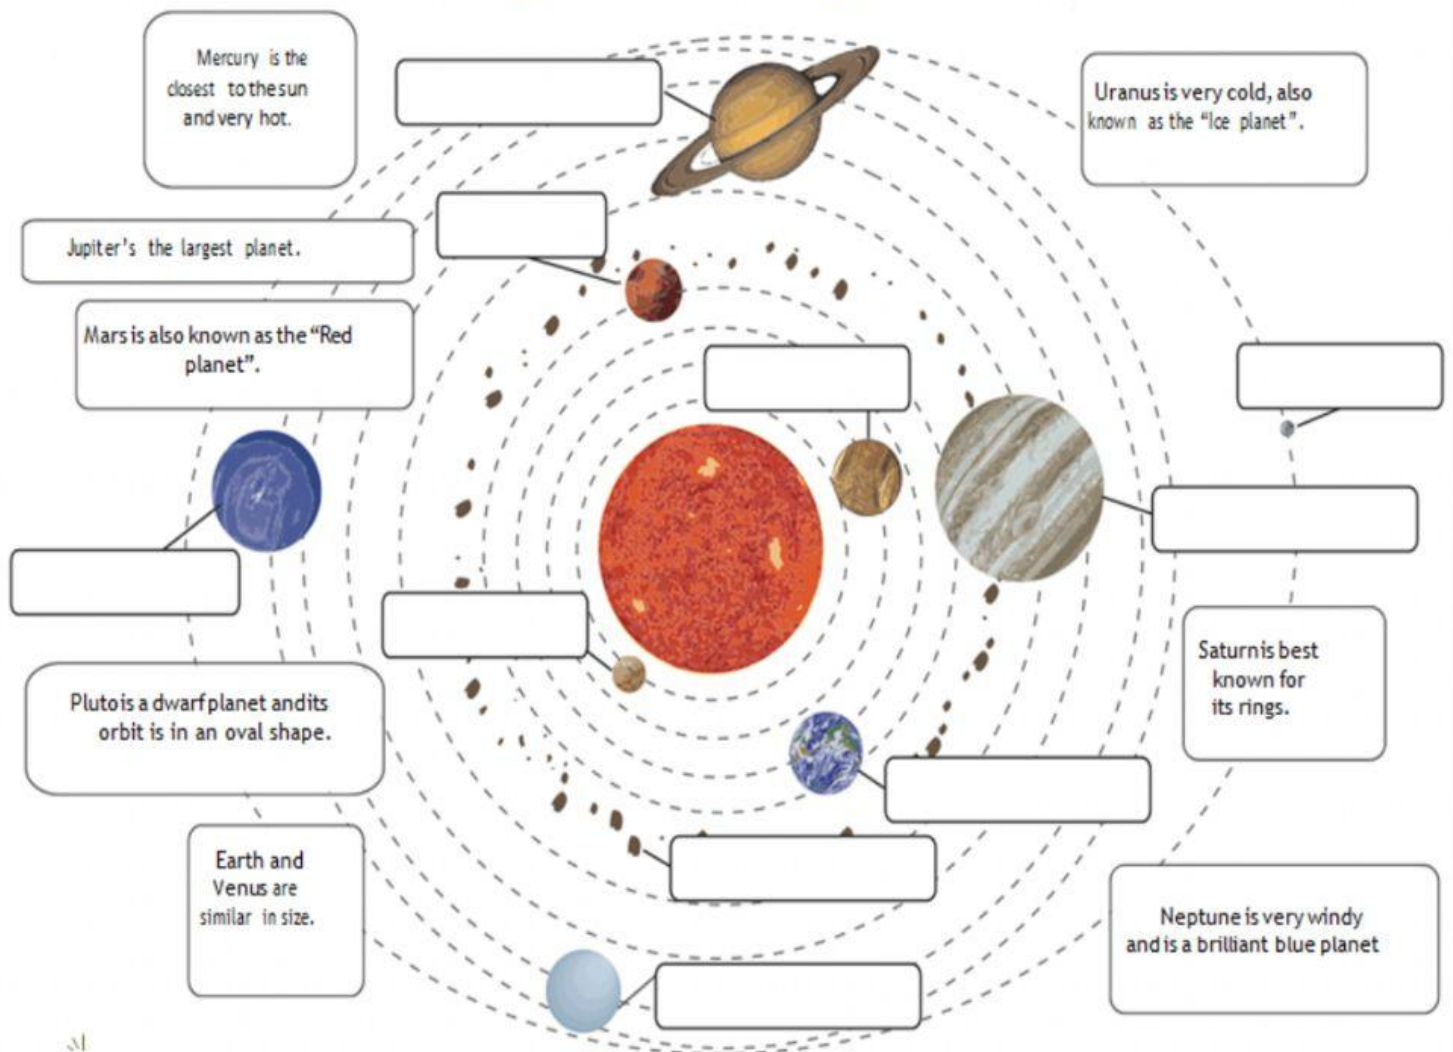 Mercury is the
closest to the sun
and very hot.
Uranus is very cold, also
known as the “Ice planet”.
Jupiter’s the largest planet.
Mars is also known as the “Red
planet”.
Saturn is best
known for
its rings.
Pluto is a dwarf planet and its
orbit is in an oval shape.
Earth and
Venus are
similar in size.
Neptune is very windy
and is a brilliant blue planet